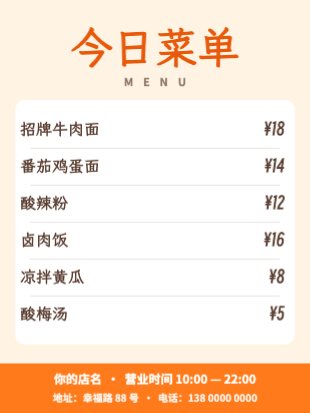 今日菜单
MENU
招牌牛肉面 ¥18
番茄鸡蛋面 ¥14
酸辣粉 ¥12
卤肉饭 ¥16
凉拌黄瓜 ¥8
酸梅汤 ¥5
你的店名 · 营业时间 10:00 — 22:00
地址：幸福路 88 号 · 电话：138 0000 0000